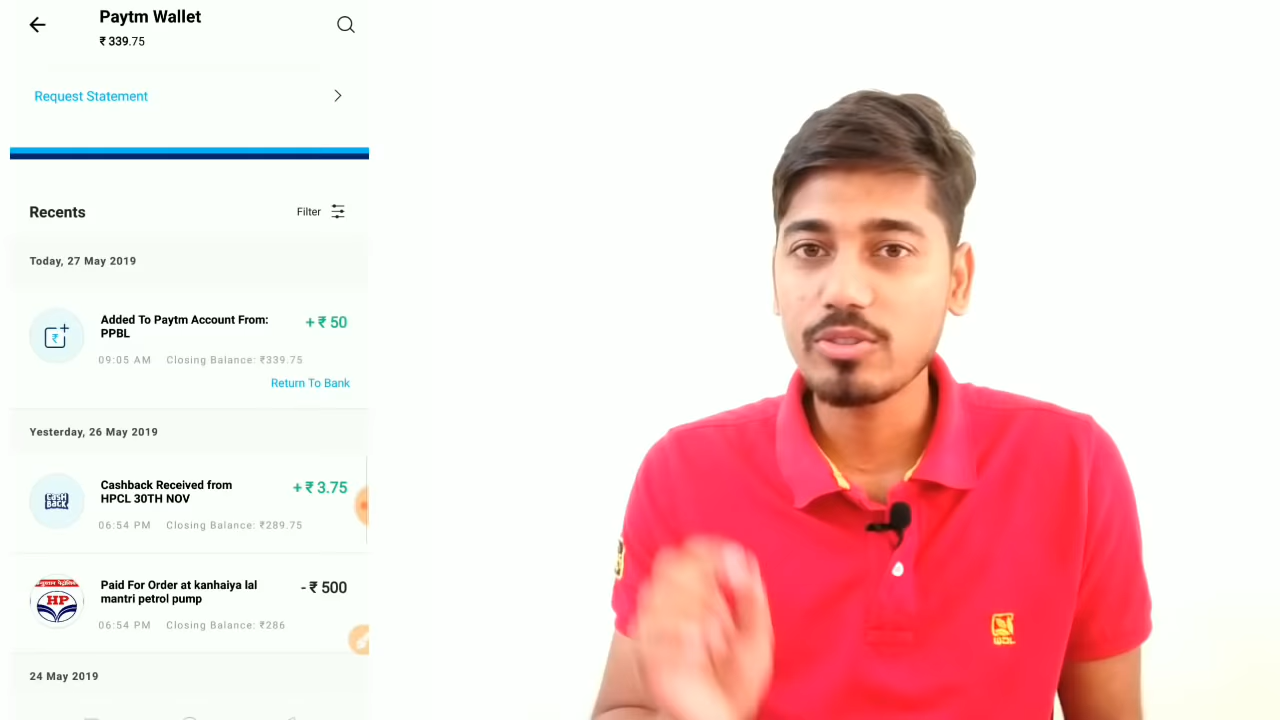 Paytm Wallet
₹ 339.75
Request Statement
Recents
Filter
Today, 27 May 2019
Added To Paytm Account From:
PPBL
+ ₹ 50
09:05 AM Closing Balance: ₹339.75
Return To Bank
Yesterday, 26 May 2019
CASH
BACK
Cashback Received from
HPCL 30TH NOV
+ ₹ 3.75
06:54 PM Closing Balance: ₹289.75
HP
Paid For Order at kanhaiya lal
mantri petrol pump
- ₹ 500
06:54 PM Closing Balance: ₹286
24 May 2019